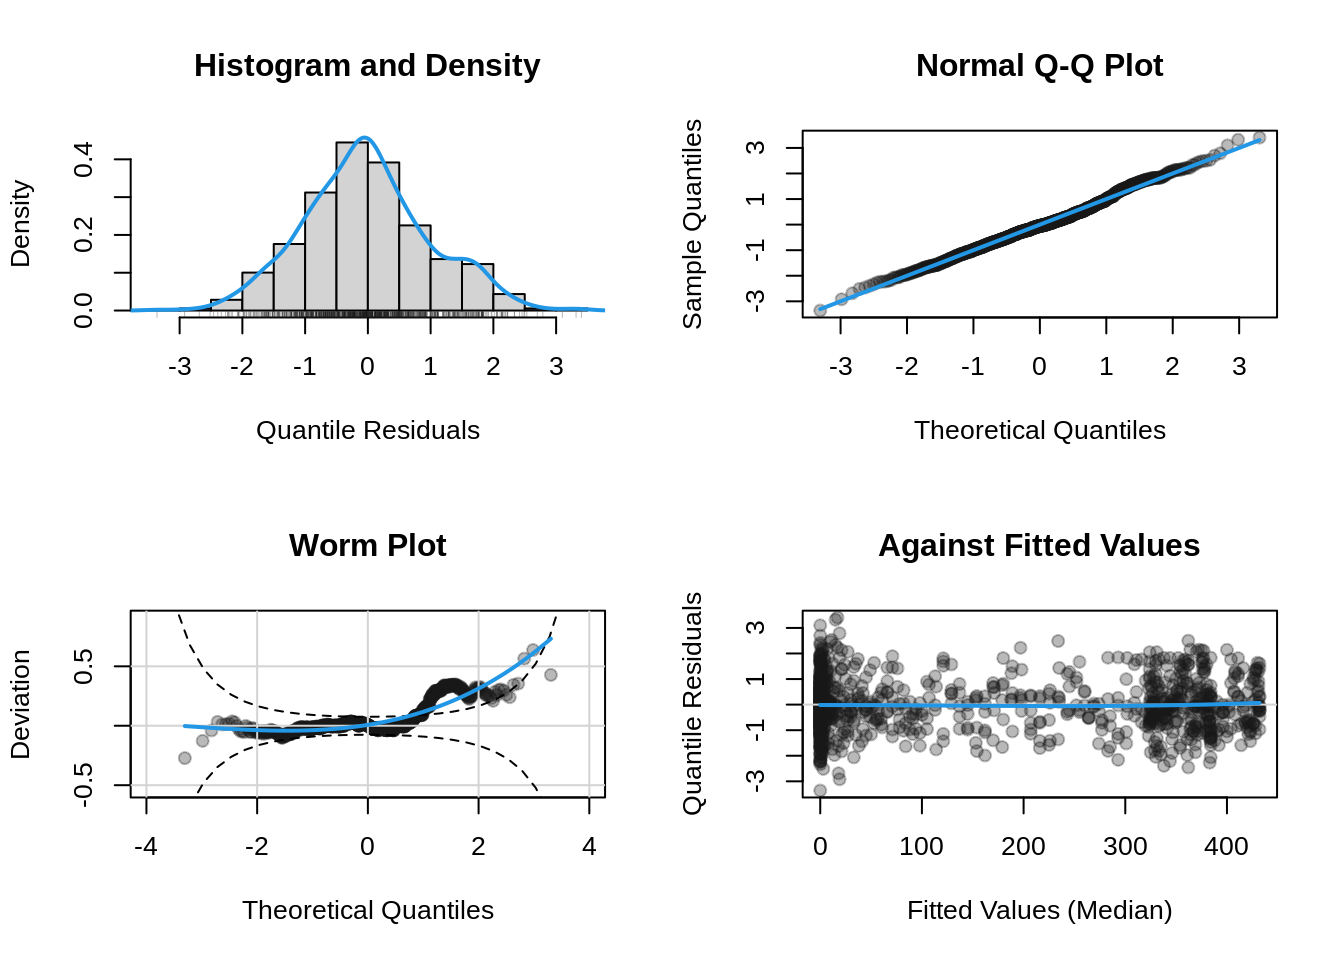 Histogram and Density
Density
0.0 0.2 0.4
-3 -2 -1 0 1 2 3
Quantile Residuals
Normal Q-Q Plot
Sample Quantiles
-3 -1 1 3
-3 -2 -1 0 1 2 3
Theoretical Quantiles
Worm Plot
Deviation
-0.5 0.5
-4 -2 0 2 4
Theoretical Quantiles
Against Fitted Values
Quantile Residuals
-3 -1 1 3
0 100 200 300 400
Fitted Values (Median)